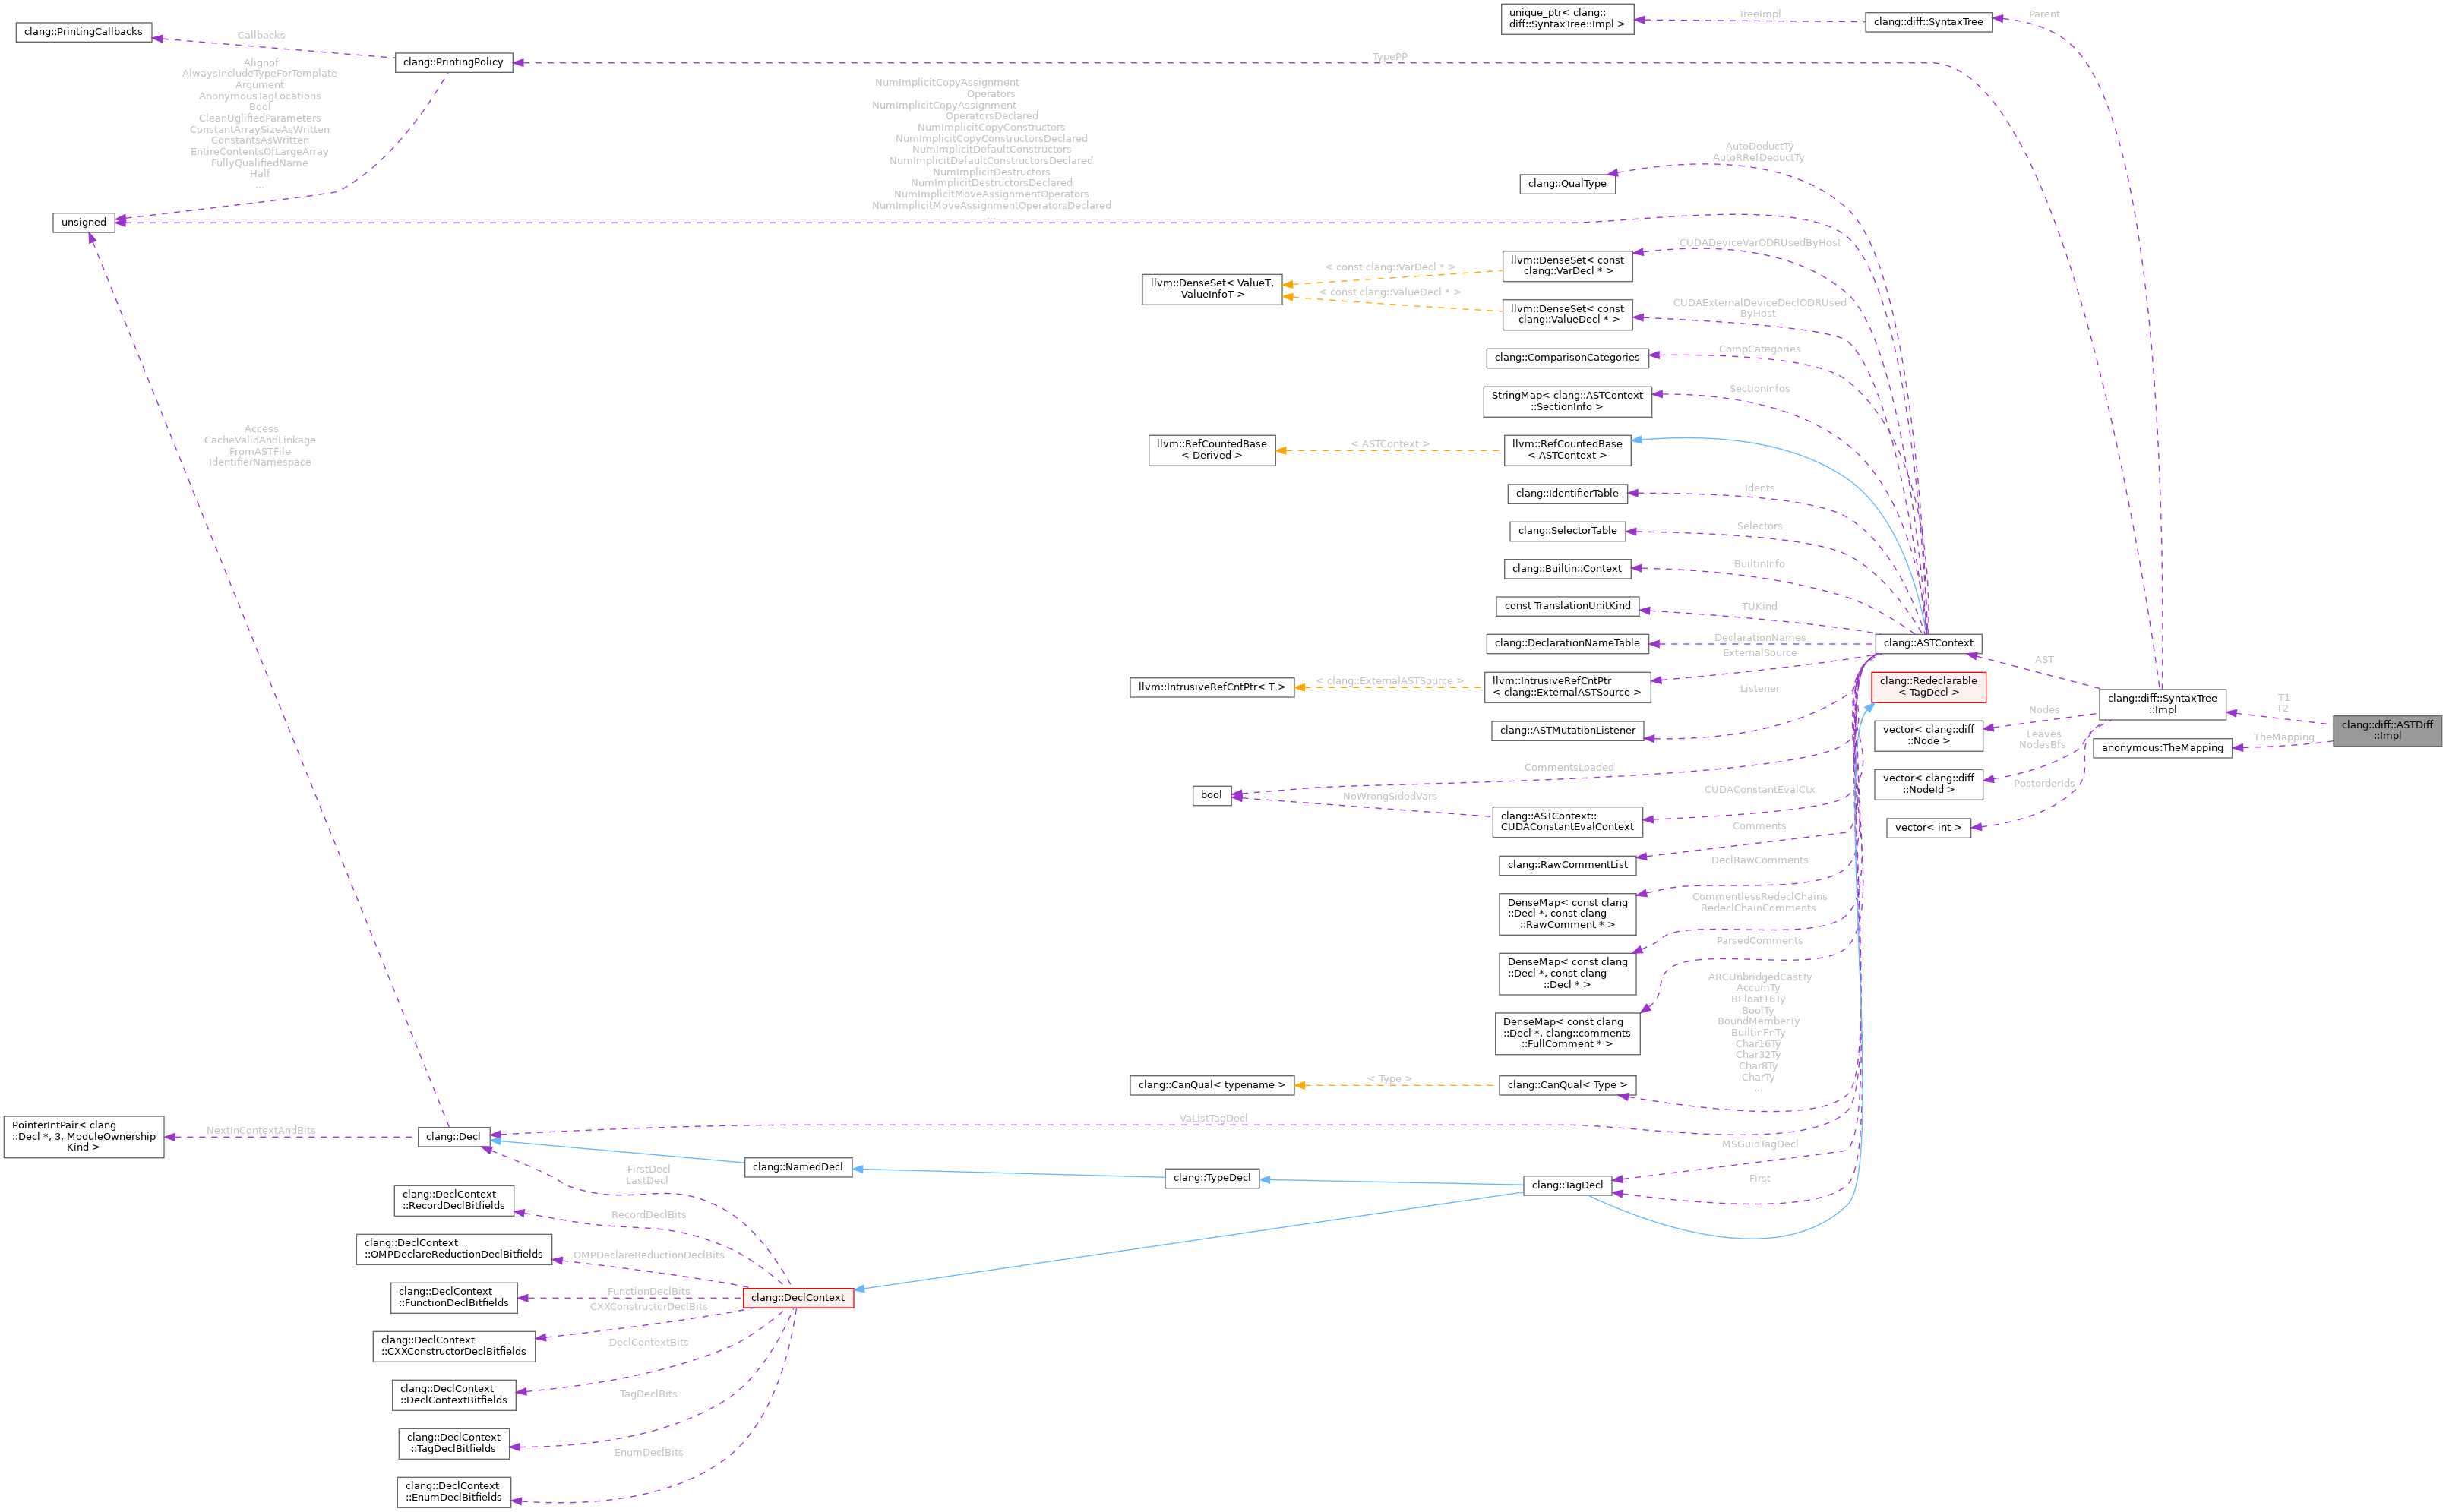 unique_ptr< clang::
diff::SyntaxTree::Impl >
TreeImpl
clang::diff::SyntaxTree
Parent
clang::PrintingCallbacks
Callbacks
clang::PrintingPolicy
TypePP
Alignof
AlwaysIncludeTypeForTemplate
Argument
AnonymousTagLocations
Bool
CleanUglifiedParameters
ConstantArraySizeAsWritten
ConstantsAsWritten
EntireContentsOfLargeArray
FullyQualifiedName
Half
...
NumImplicitCopyAssignment
Operators
NumImplicitCopyAssignment
OperatorsDeclared
NumImplicitCopyConstructors
NumImplicitCopyConstructorsDeclared
NumImplicitDefaultConstructors
NumImplicitDefaultConstructorsDeclared
NumImplicitDestructors
NumImplicitDestructorsDeclared
NumImplicitMoveAssignmentOperators
NumImplicitMoveAssignmentOperatorsDeclared
...
unsigned
AutoDeductTy
AutoRRefDeductTy
clang::QualType
CUDADeviceVarODRUsedByHost
llvm::DenseSet< const
clang::VarDecl * >
< const clang::VarDecl * >
llvm::DenseSet< ValueT,
ValueInfoT >
< const clang::ValueDecl * >
llvm::DenseSet< const
clang::ValueDecl * >
CUDAExternalDeviceDeclODRUsed
ByHost
clang::ComparisonCategories
CompCategories
StringMap< clang::ASTContext
::SectionInfo >
SectionInfos
llvm::RefCountedBase
< Derived >
< ASTContext >
llvm::RefCountedBase
< ASTContext >
Access
CacheValidAndLinkage
FromASTFile
IdentifierNamespace
clang::IdentifierTable
Idents
clang::SelectorTable
Selectors
clang::Builtin::Context
BuiltinInfo
const TranslationUnitKind
TUKind
clang::DeclarationNameTable
DeclarationNames
clang::ASTContext
AST
ExternalSource
llvm::IntrusiveRefCntPtr< T >
< clang::ExternalASTSource >
llvm::IntrusiveRefCntPtr
< clang::ExternalASTSource >
Listener
clang::ASTMutationListener
clang::Redeclarable
< TagDecl >
clang::diff::SyntaxTree
::Impl
T1
T2
clang::diff::ASTDiff
::Impl
Nodes
vector< clang::diff
::Node >
Leaves
NodesBfs
anonymous:TheMapping
TheMapping
vector< clang::diff
::NodeId >
PostorderIds
vector< int >
CommentsLoaded
bool
NoWrongSidedVars
CUDAConstantEvalCtx
clang::ASTContext::
CUDAConstantEvalContext
Comments
clang::RawCommentList
DeclRawComments
DenseMap< const clang
::Decl *, const clang
::RawComment * >
CommentlessRedeclChains
RedeclChainComments
DenseMap< const clang
::Decl *, const clang
::Decl * >
ParsedComments
DenseMap< const clang
::Decl *, clang::comments
::FullComment * >
ARCUnbridgedCastTy
AccumTy
BFloat16Ty
BoolTy
BoundMemberTy
BuiltinFnTy
Char16Ty
Char32Ty
Char8Ty
CharTy
...
clang::CanQual< typename >
< Type >
clang::CanQual< Type >
VaListTagDecl
PointerIntPair< clang
::Decl *, 3, ModuleOwnership
Kind >
NextInContextAndBits
clang::Decl
MSGuidTagDecl
clang::NamedDecl
clang::TypeDecl
clang::TagDecl
First
FirstDecl
LastDecl
clang::DeclContext
::RecordDeclBitfields
RecordDeclBits
clang::DeclContext
::OMPDeclareReductionDeclBitfields
OMPDeclareReductionDeclBits
clang::DeclContext
::FunctionDeclBitfields
FunctionDeclBits
clang::DeclContext
CXXConstructorDeclBits
clang::DeclContext
::CXXConstructorDeclBitfields
DeclContextBits
clang::DeclContext
::DeclContextBitfields
TagDeclBits
clang::DeclContext
::TagDeclBitfields
EnumDeclBits
clang::DeclContext
::EnumDeclBitfields